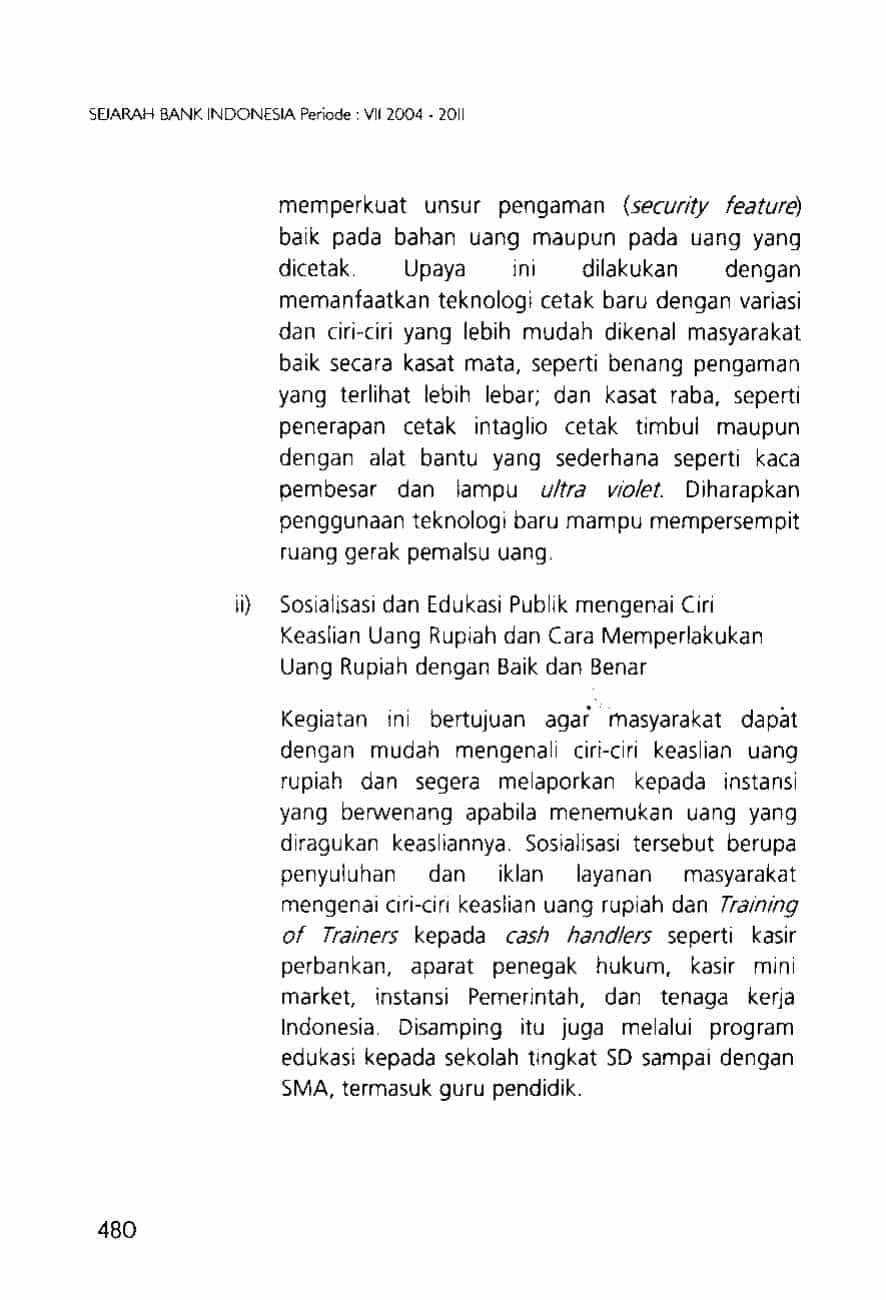 SEJARAH BANK INDONESIA Periode : VII 2004 - 2011
memperkuat unsur pengaman (security feature)
baik pada bahan uang maupun pada uang yang
dicetak. Upaya ini dilakukan dengan
memanfaatkan teknologi cetak baru dengan variasi
dan ciri-ciri yang lebih mudah dikenal masyarakat
baik secara kasat mata, seperti benang pengaman
yang terlihat lebih lebar; dan kasat raba, seperti
penerapan cetak intaglio cetak timbul maupun
dengan alat bantu yang sederhana seperti kaca
pembesar dan lampu ultra violet. Diharapkan
penggunaan teknologi baru mampu mempersempit
ruang gerak pemalsu uang.
ii) Sosialisasi dan Edukasi Publik mengenai Ciri
Keaslian Uang Rupiah dan Cara Memperlakukan
Uang Rupiah dengan Baik dan Benar
Kegiatan ini bertujuan agar masyarakat dapat
dengan mudah mengenali ciri-ciri keaslian uang
rupiah dan segera melaporkan kepada instansi
yang berwenang apabila menemukan uang yang
diragukan keasliannya. Sosialisasi tersebut berupa
penyuluhan dan iklan layanan masyarakat
mengenai ciri-ciri keaslian uang rupiah dan Training
of Trainers kepada cash handlers seperti kasir
perbankan, aparat penegak hukum, kasir mini
market, instansi Pemerintah, dan tenaga kerja
Indonesia. Disamping itu juga melalui program
edukasi kepada sekolah tingkat SD sampai dengan
SMA, termasuk guru pendidik.
480